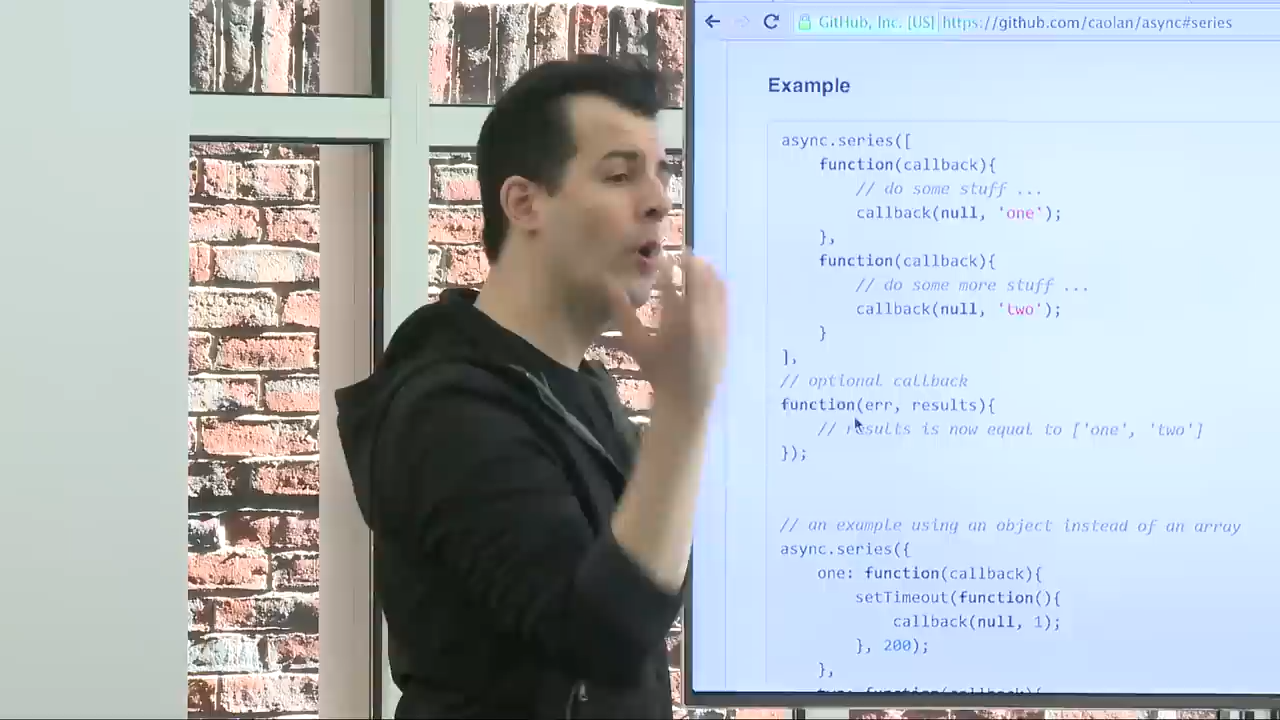 GitHub, Inc. [US] https://github.com/caolan/async#series
Example
async.series([
    function(callback){
        // do some stuff ...
        callback(null, 'one');
    },
    function(callback){
        // do some more stuff ...
        callback(null, 'two');
    }
],
// optional callback
function(err, results){
    // results is now equal to ['one', 'two']
});
// an example using an object instead of an array
async.series({
    one: function(callback){
        setTimeout(function(){
            callback(null, 1);
        }, 200);
    },
    two: function(callback){